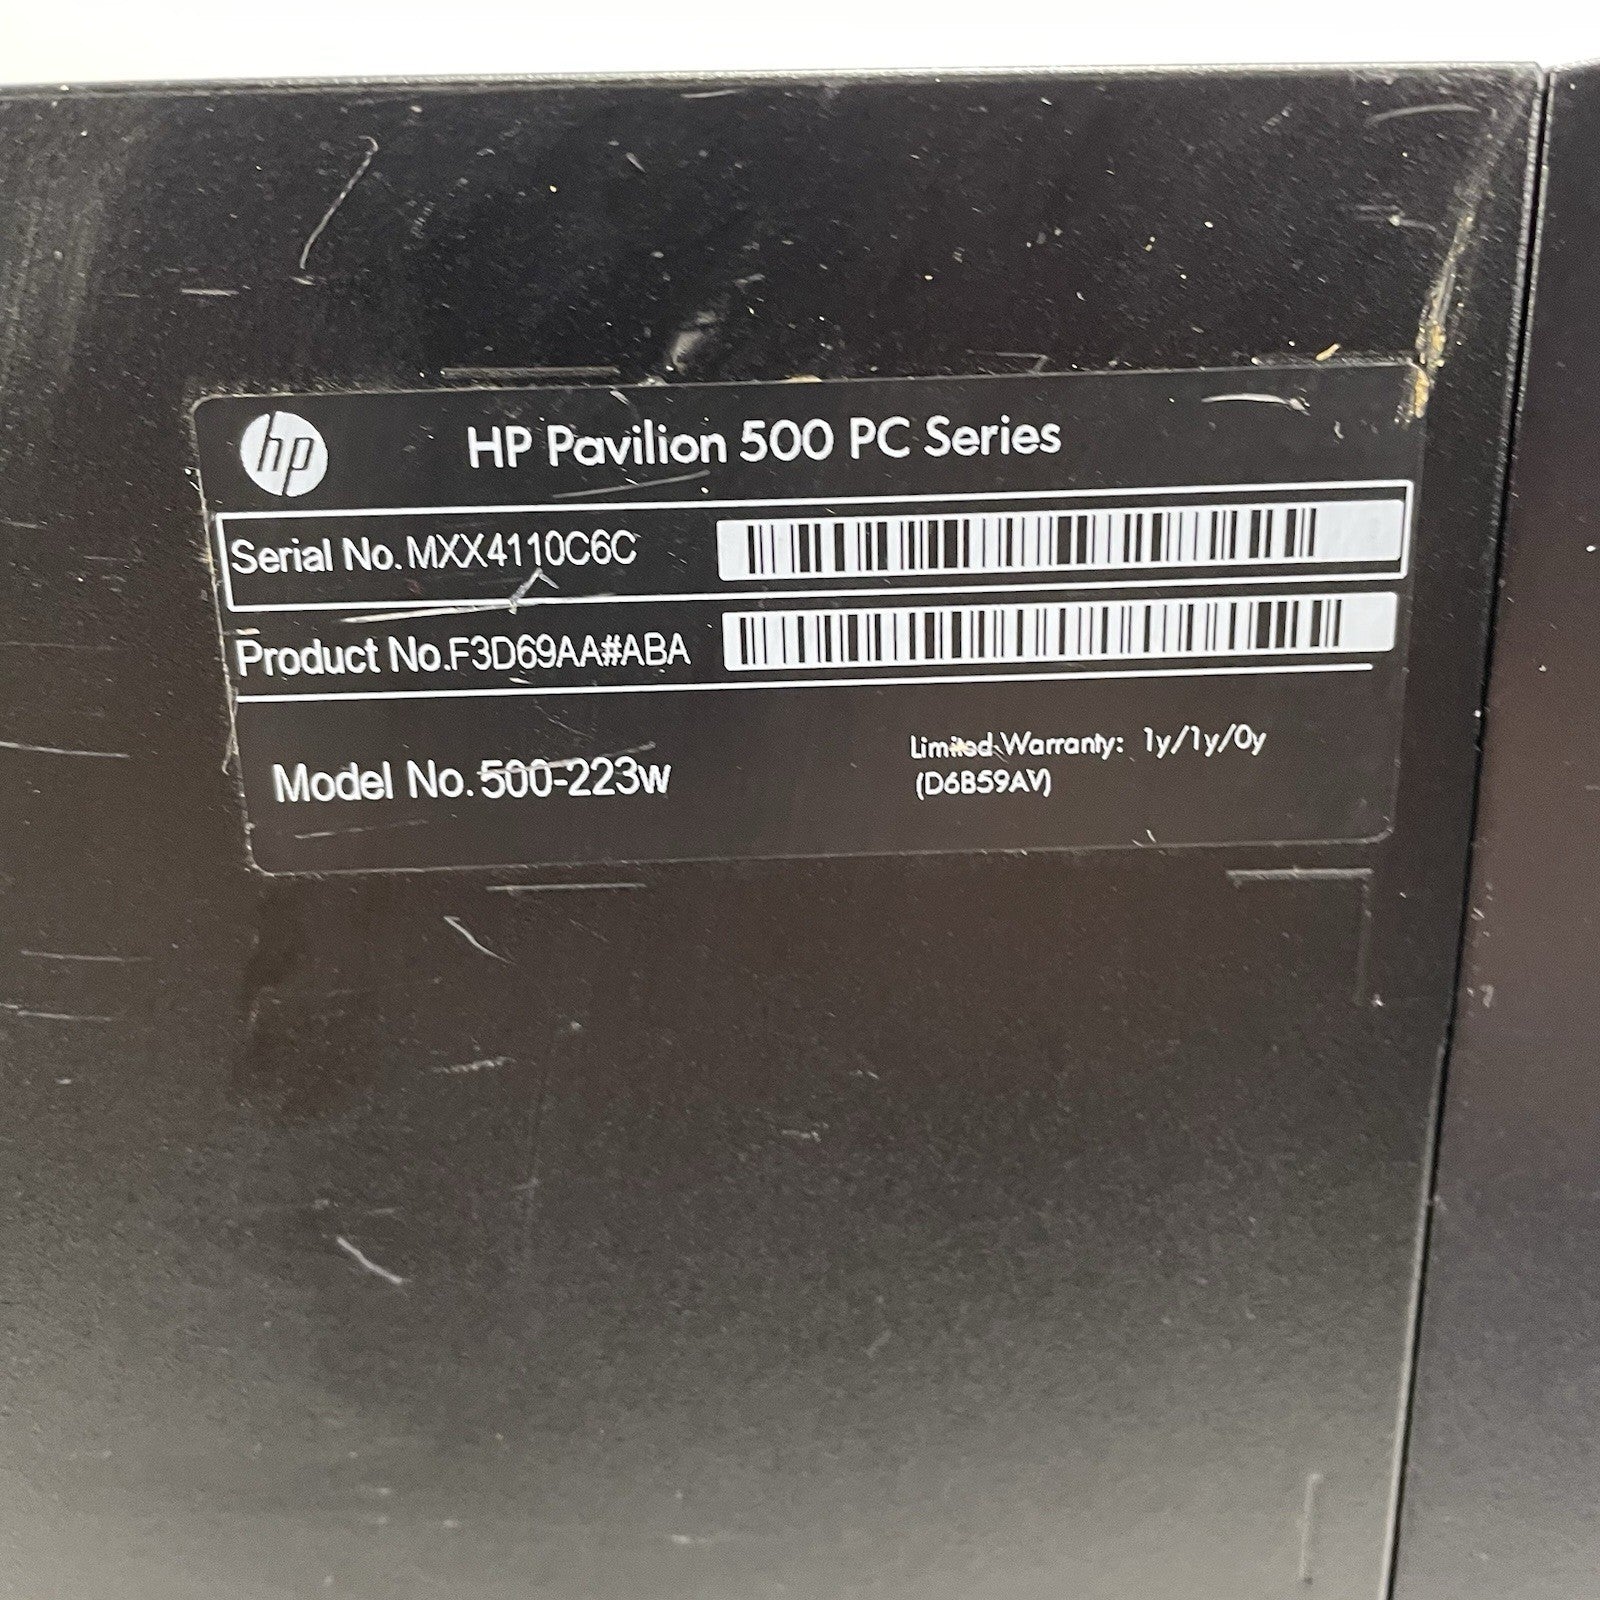 hp
HP Pavilion 500 PC Series
Serial No. MXX4110C6C
Product No. F3D69AA#ABA
Model No. 500-223w
Limited Warranty: 1y/1y/0y
(D6B59AV)